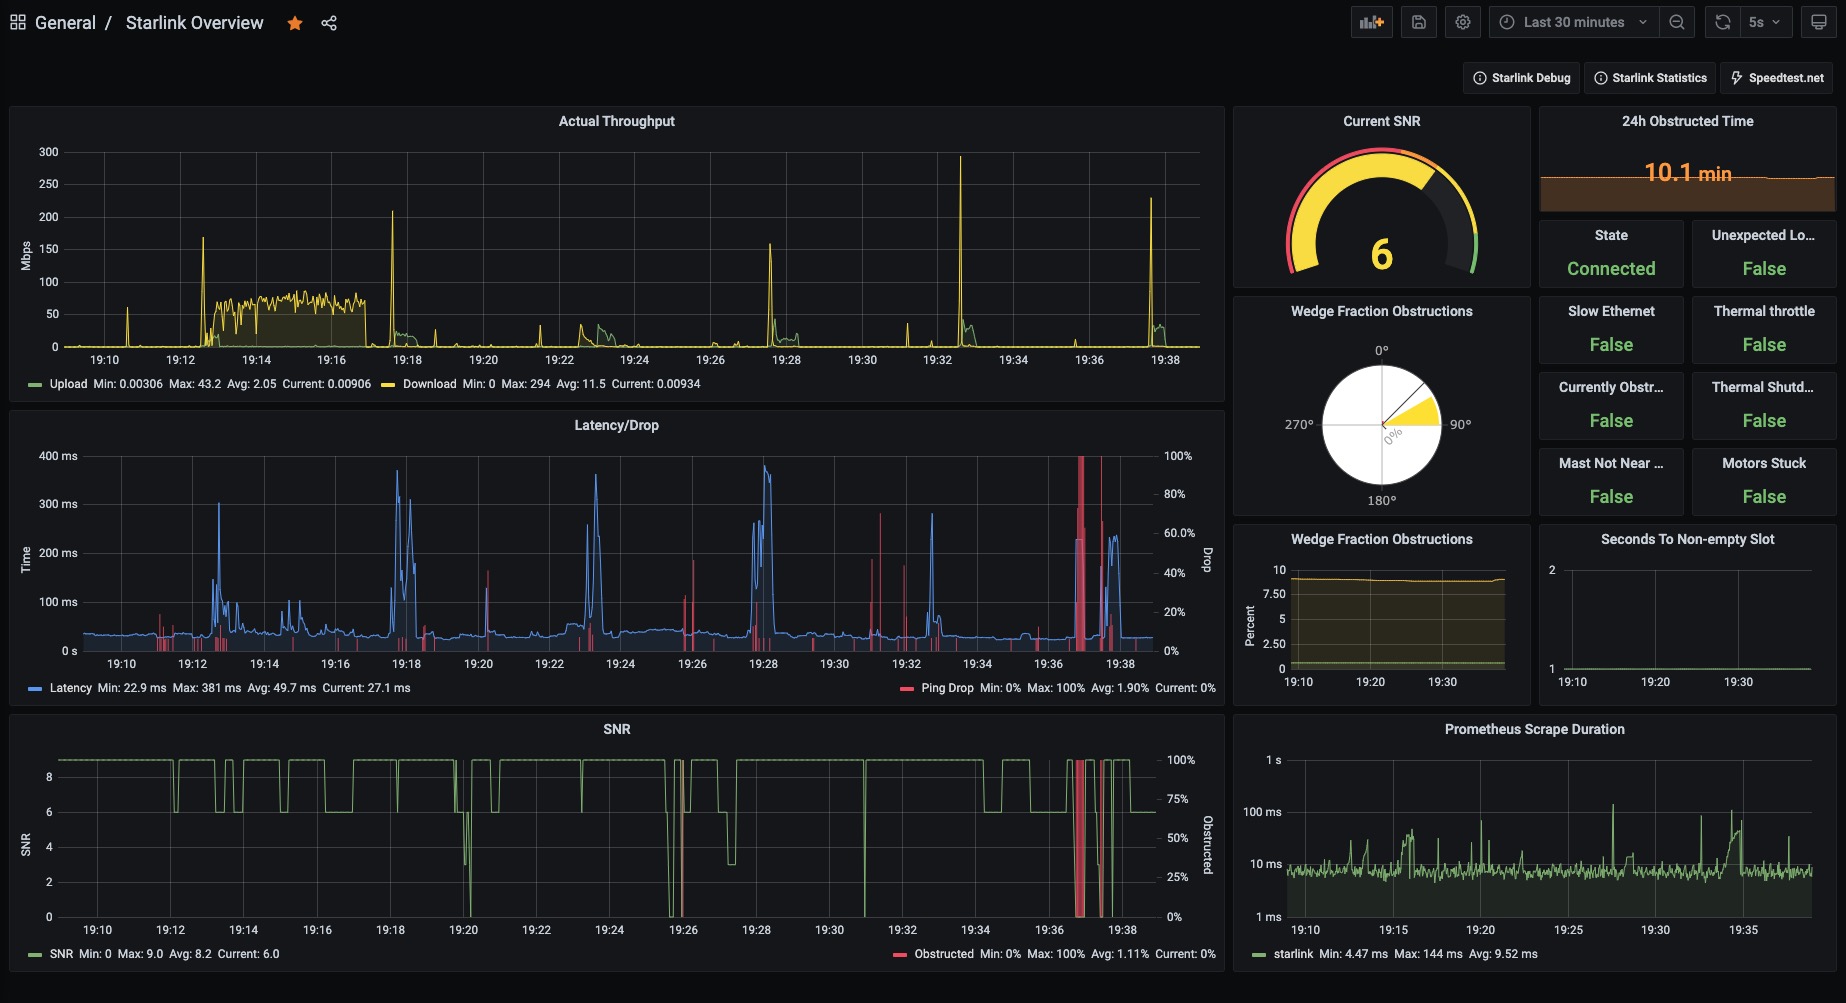 General / Starlink Overview
Last 30 minutes
5s
Starlink Debug
Starlink Statistics
Speedtest.net
Actual Throughput
Mbps
300
250
200
150
100
50
0
19:10 19:12 19:14 19:16 19:18 19:20 19:22 19:24 19:26 19:28 19:30 19:32 19:34 19:36 19:38
Upload Min: 0.00306 Max: 43.2 Avg: 2.05 Current: 0.00906 Download Min: 0 Max: 294 Avg: 11.5 Current: 0.00934
Current SNR
6
24h Obstructed Time
10.1 min
State
Connected
Unexpected Lo...
False
Wedge Fraction Obstructions
0°
270°
90°
0%
180°
Slow Ethernet
False
Thermal throttle
False
Currently Obstr...
False
Thermal Shutd...
False
Mast Not Near ...
False
Motors Stuck
False
Latency/Drop
Time
400 ms
300 ms
200 ms
100 ms
0 s
100%
80%
60.0%
40%
20%
0%
Drop
19:10 19:12 19:14 19:16 19:18 19:20 19:22 19:24 19:26 19:28 19:30 19:32 19:34 19:36 19:38
Latency Min: 22.9 ms Max: 381 ms Avg: 49.7 ms Current: 27.1 ms
Ping Drop Min: 0% Max: 100% Avg: 1.90% Current: 0%
Wedge Fraction Obstructions
Percent
10
7.50
5
2.50
0
19:10 19:20 19:30
Seconds To Non-empty Slot
2
1
19:10 19:20 19:30
SNR
SNR
8
6
4
2
0
100%
75%
50%
25%
0%
Obstructed
19:10 19:12 19:14 19:16 19:18 19:20 19:22 19:24 19:26 19:28 19:30 19:32 19:34 19:36 19:38
SNR Min: 0 Max: 9.0 Avg: 8.2 Current: 6.0
Obstructed Min: 0% Max: 100% Avg: 1.11% Current: 0%
Prometheus Scrape Duration
1 s
100 ms
10 ms
1 ms
19:10 19:15 19:20 19:25 19:30 19:35
starlink Min: 4.47 ms Max: 144 ms Avg: 9.52 ms